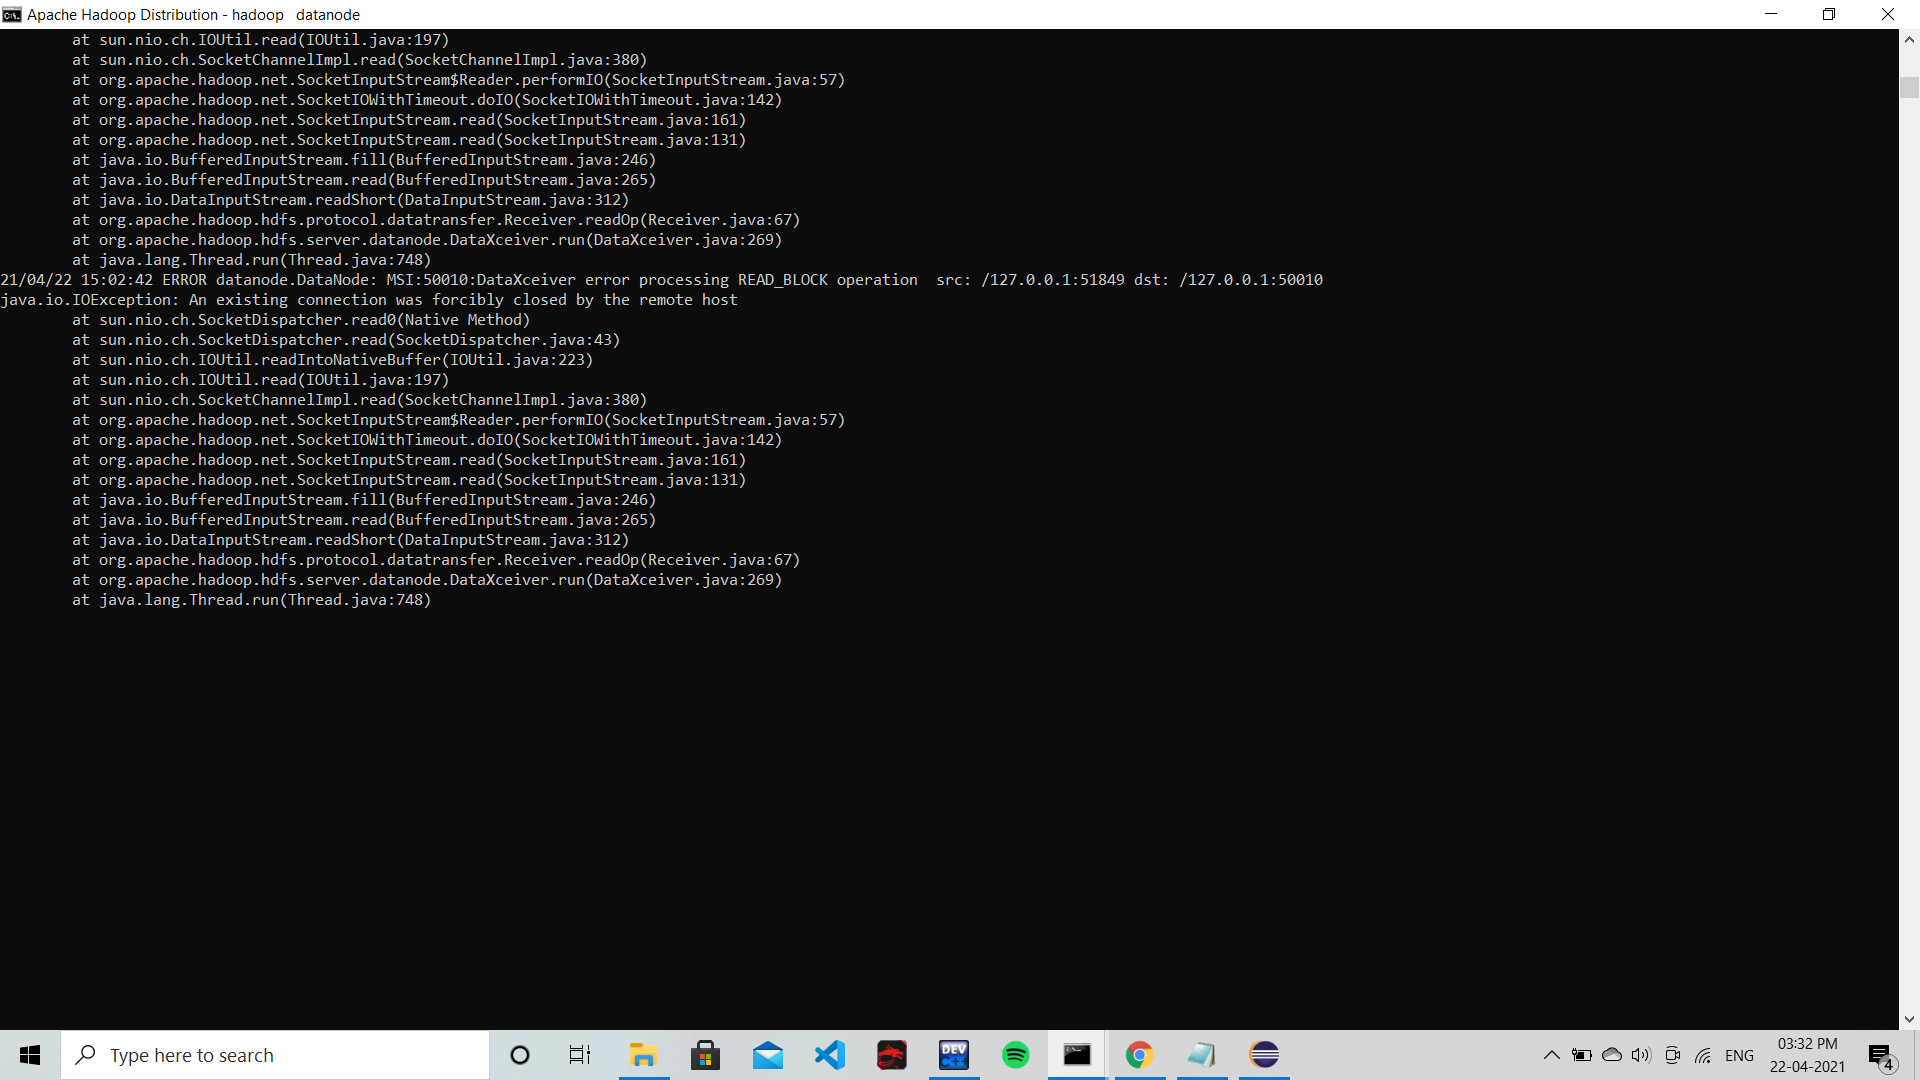 Apache Hadoop Distribution - hadoop   datanode
        at sun.nio.ch.IOUtil.read(IOUtil.java:197)
        at sun.nio.ch.SocketChannelImpl.read(SocketChannelImpl.java:380)
        at org.apache.hadoop.net.SocketInputStream$Reader.performIO(SocketInputStream.java:57)
        at org.apache.hadoop.net.SocketIOWithTimeout.doIO(SocketIOWithTimeout.java:142)
        at org.apache.hadoop.net.SocketInputStream.read(SocketInputStream.java:161)
        at org.apache.hadoop.net.SocketInputStream.read(SocketInputStream.java:131)
        at java.io.BufferedInputStream.fill(BufferedInputStream.java:246)
        at java.io.BufferedInputStream.read(BufferedInputStream.java:265)
        at java.io.DataInputStream.readShort(DataInputStream.java:312)
        at org.apache.hadoop.hdfs.protocol.datatransfer.Receiver.readOp(Receiver.java:67)
        at org.apache.hadoop.hdfs.server.datanode.DataXceiver.run(DataXceiver.java:269)
        at java.lang.Thread.run(Thread.java:748)
21/04/22 15:02:42 ERROR datanode.DataNode: MSI:50010:DataXceiver error processing READ_BLOCK operation  src: /127.0.0.1:51849 dst: /127.0.0.1:50010
java.io.IOException: An existing connection was forcibly closed by the remote host
        at sun.nio.ch.SocketDispatcher.read0(Native Method)
        at sun.nio.ch.SocketDispatcher.read(SocketDispatcher.java:43)
        at sun.nio.ch.IOUtil.readIntoNativeBuffer(IOUtil.java:223)
        at sun.nio.ch.IOUtil.read(IOUtil.java:197)
        at sun.nio.ch.SocketChannelImpl.read(SocketChannelImpl.java:380)
        at org.apache.hadoop.net.SocketInputStream$Reader.performIO(SocketInputStream.java:57)
        at org.apache.hadoop.net.SocketIOWithTimeout.doIO(SocketIOWithTimeout.java:142)
        at org.apache.hadoop.net.SocketInputStream.read(SocketInputStream.java:161)
        at org.apache.hadoop.net.SocketInputStream.read(SocketInputStream.java:131)
        at java.io.BufferedInputStream.fill(BufferedInputStream.java:246)
        at java.io.BufferedInputStream.read(BufferedInputStream.java:265)
        at java.io.DataInputStream.readShort(DataInputStream.java:312)
        at org.apache.hadoop.hdfs.protocol.datatransfer.Receiver.readOp(Receiver.java:67)
        at org.apache.hadoop.hdfs.server.datanode.DataXceiver.run(DataXceiver.java:269)
        at java.lang.Thread.run(Thread.java:748)
Type here to search
DEV C++
ENG
03:32 PM
22-04-2021
4